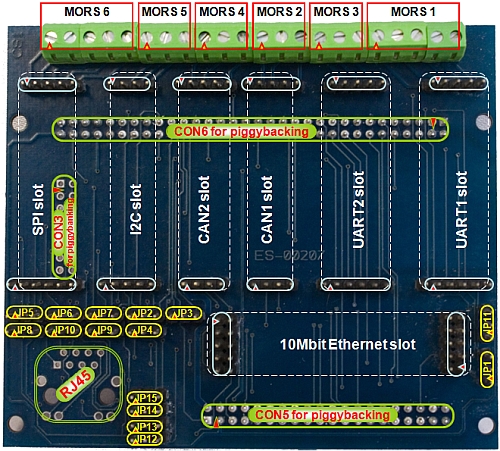 MORS 6 MORS 5 MORS 4 MORS 2 MORS 3 MORS 1
CON6 for piggybacking
SPI slot
CON3
for piggybanking
I2C slot
CAN2 slot
CAN1 slot
UART2 slot
UART1 slot
ES-00207
JP5 JP6 JP7 JP2 JP3
JP8 JP10 JP9 JP4
JP11
JP1
10Mbit Ethernet slot
RJ45
JP15
JP14
JP13
JP12
CON5 for piggybacking